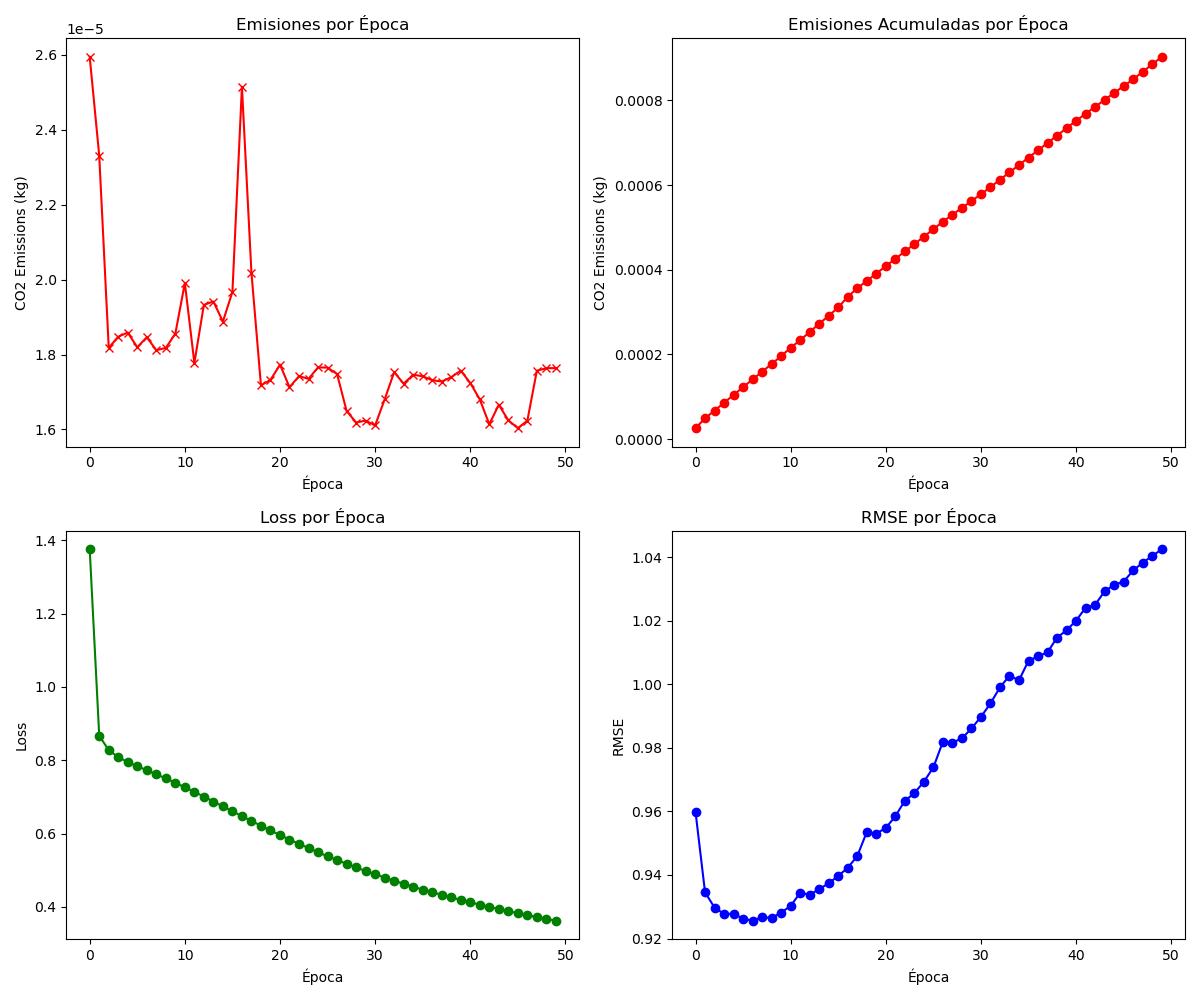 Emisiones por Época
1e−5
2.6
2.4
2.2
2.0
1.8
1.6
CO2 Emissions (kg)
0 10 20 30 40 50
Época
Emisiones Acumuladas por Época
0.0008
0.0006
0.0004
0.0002
0.0000
CO2 Emissions (kg)
0 10 20 30 40 50
Época
Loss por Época
1.4
1.2
1.0
0.8
0.6
0.4
Loss
0 10 20 30 40 50
Época
RMSE por Época
1.04
1.02
1.00
0.98
0.96
0.94
0.92
RMSE
0 10 20 30 40 50
Época